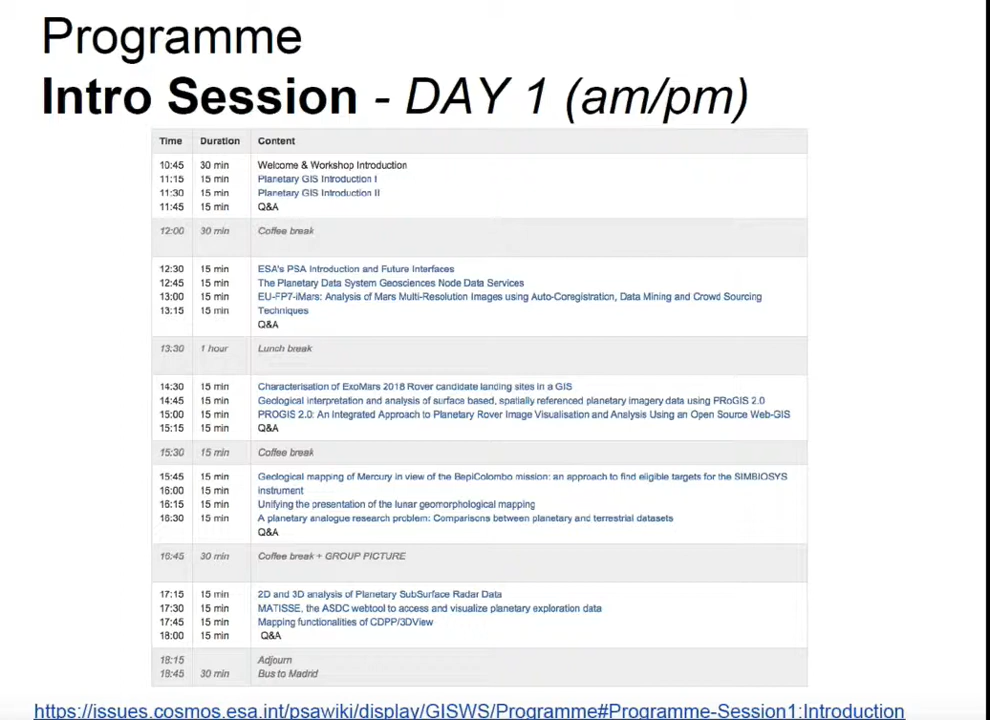 Programme
Intro Session - DAY 1 (am/pm)
Time Duration Content
10:45 30 min Welcome & Workshop Introduction
11:15 15 min Planetary GIS Introduction I
11:30 15 min Planetary GIS Introduction II
11:45 15 min Q&A
12:00 30 min Coffee break
12:30 15 min ESA's PSA Introduction and Future Interfaces
12:45 15 min The Planetary Data System Geosciences Node Data Services
13:00 15 min EU-FP7-iMars: Analysis of Mars Multi-Resolution Images using Auto-Coregistration, Data Mining and Crowd Sourcing
13:15 15 min Techniques
Q&A
13:30 1 hour Lunch break
14:30 15 min Characterisation of ExoMars 2018 Rover candidate landing sites in a GIS
14:45 15 min Geological interpretation and analysis of surface based, spatially referenced planetary imagery data using PRoGIS 2.0
15:00 15 min PROGIS 2.0: An Integrated Approach to Planetary Rover Image Visualisation and Analysis Using an Open Source Web-GIS
15:15 15 min Q&A
15:30 15 min Coffee break
15:45 15 min Geological mapping of Mercury in view of the BepiColombo mission: an approach to find eligible targets for the SIMBIOSYS
16:00 15 min instrument
16:15 15 min Unifying the presentation of the lunar geomorphological mapping
16:30 15 min A planetary analogue research problem: Comparisons between planetary and terrestrial datasets
Q&A
16:45 30 min Coffee break + GROUP PICTURE
17:15 15 min 2D and 3D analysis of Planetary SubSurface Radar Data
17:30 15 min MATISSE, the ASDC webtool to access and visualize planetary exploration data
17:45 15 min Mapping functionalities of CDPP/3DView
18:00 15 min Q&A
18:15 Adjourn
18:45 30 min Bus to Madrid
https://issues.cosmos.esa.int/psawiki/display/GISWS/Programme#Programme-Session1:Introduction